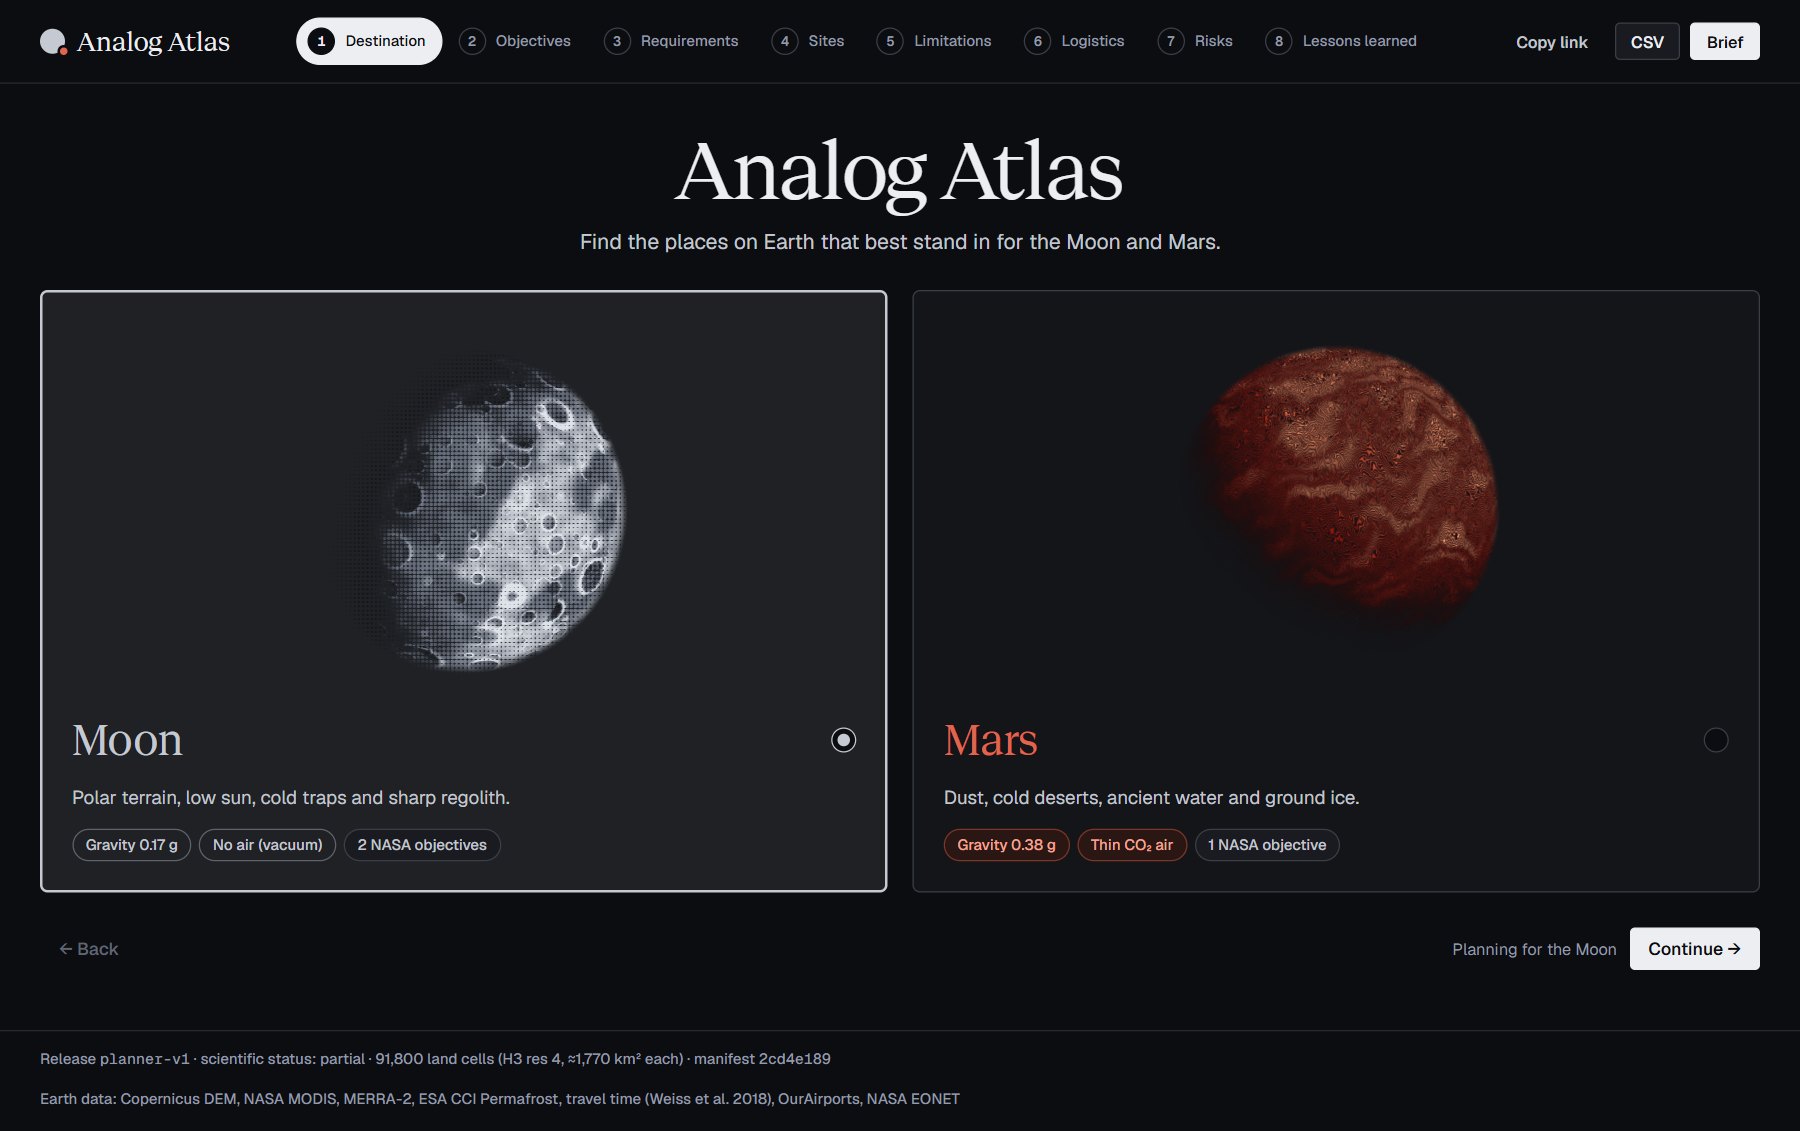 Analog Atlas
1 Destination
2 Objectives
3 Requirements
4 Sites
5 Limitations
6 Logistics
7 Risks
8 Lessons learned
Copy link
CSV
Brief
Analog Atlas
Find the places on Earth that best stand in for the Moon and Mars.
Moon
Polar terrain, low sun, cold traps and sharp regolith.
Gravity 0.17 g
No air (vacuum)
2 NASA objectives
Mars
Dust, cold deserts, ancient water and ground ice.
Gravity 0.38 g
Thin CO₂ air
1 NASA objective
← Back
Planning for the Moon
Continue →
Release planner-v1 · scientific status: partial · 91,800 land cells (H3 res 4, ≈1,770 km² each) · manifest 2cd4e189
Earth data: Copernicus DEM, NASA MODIS, MERRA-2, ESA CCI Permafrost, travel time (Weiss et al. 2018), OurAirports, NASA EONET